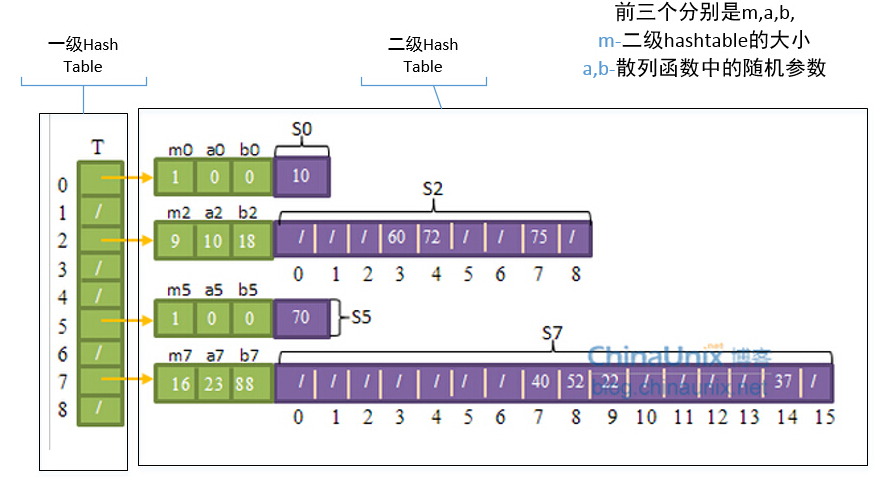 一级Hash
Table
二级Hash
Table
前三个分别是m,a,b,
m-二级hashtable的大小
a,b-散列函数中的随机参数
T
0
/
1
2
/
3
/
4
5
/
6
7
/
8
m0 a0 b0
S0
1 0 0 10
m2 a2 b2
S2
9 10 18 / / / 60 72 / / 75 /
0 1 2 3 4 5 6 7 8
m5 a5 b5
1 0 0 70
S5
m7 a7 b7
S7
ChinaUnix.net 博客
16 23 88 / / / / / / / 40 52 22 / / / / 37 /
blog.chinaunix.net
0 1 2 3 4 5 6 7 8 9 10 11 12 13 14 15